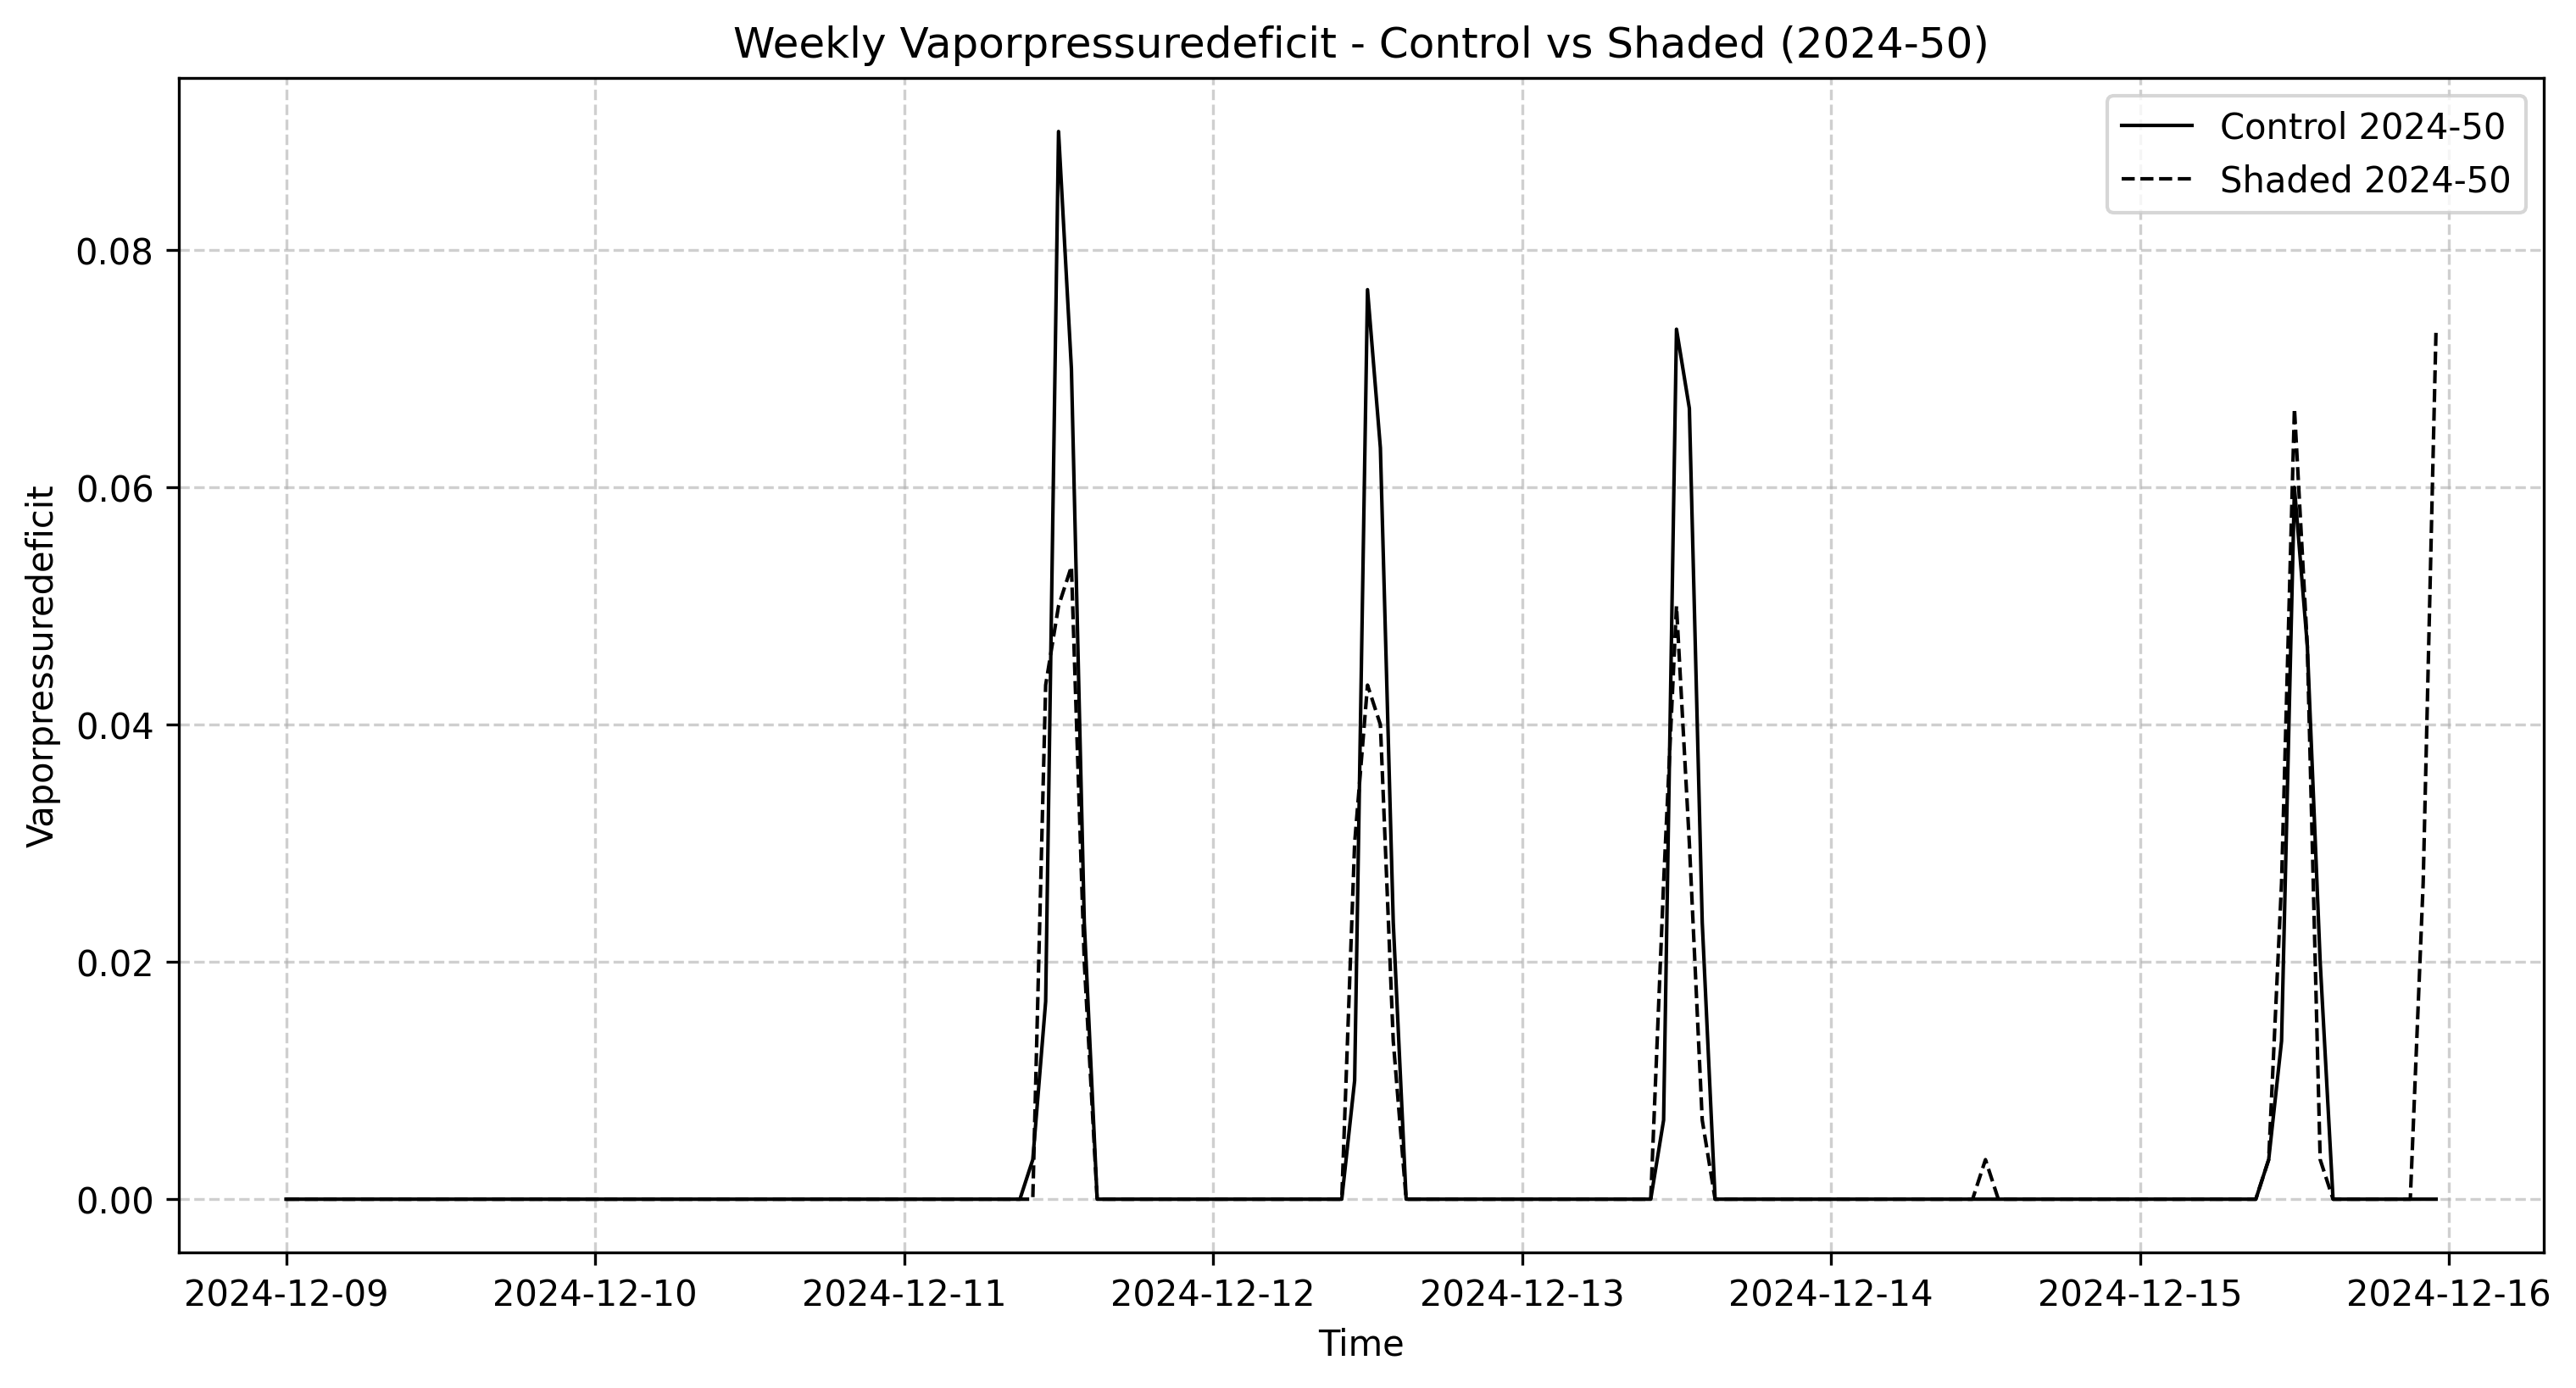 Weekly Vaporpressuredeficit - Control vs Shaded (2024-50)
Control 2024-50
Shaded 2024-50
Vaporpressuredeficit
0.08
0.06
0.04
0.02
0.00
2024-12-09 2024-12-10 2024-12-11 2024-12-12 2024-12-13 2024-12-14 2024-12-15 2024-12-16
Time